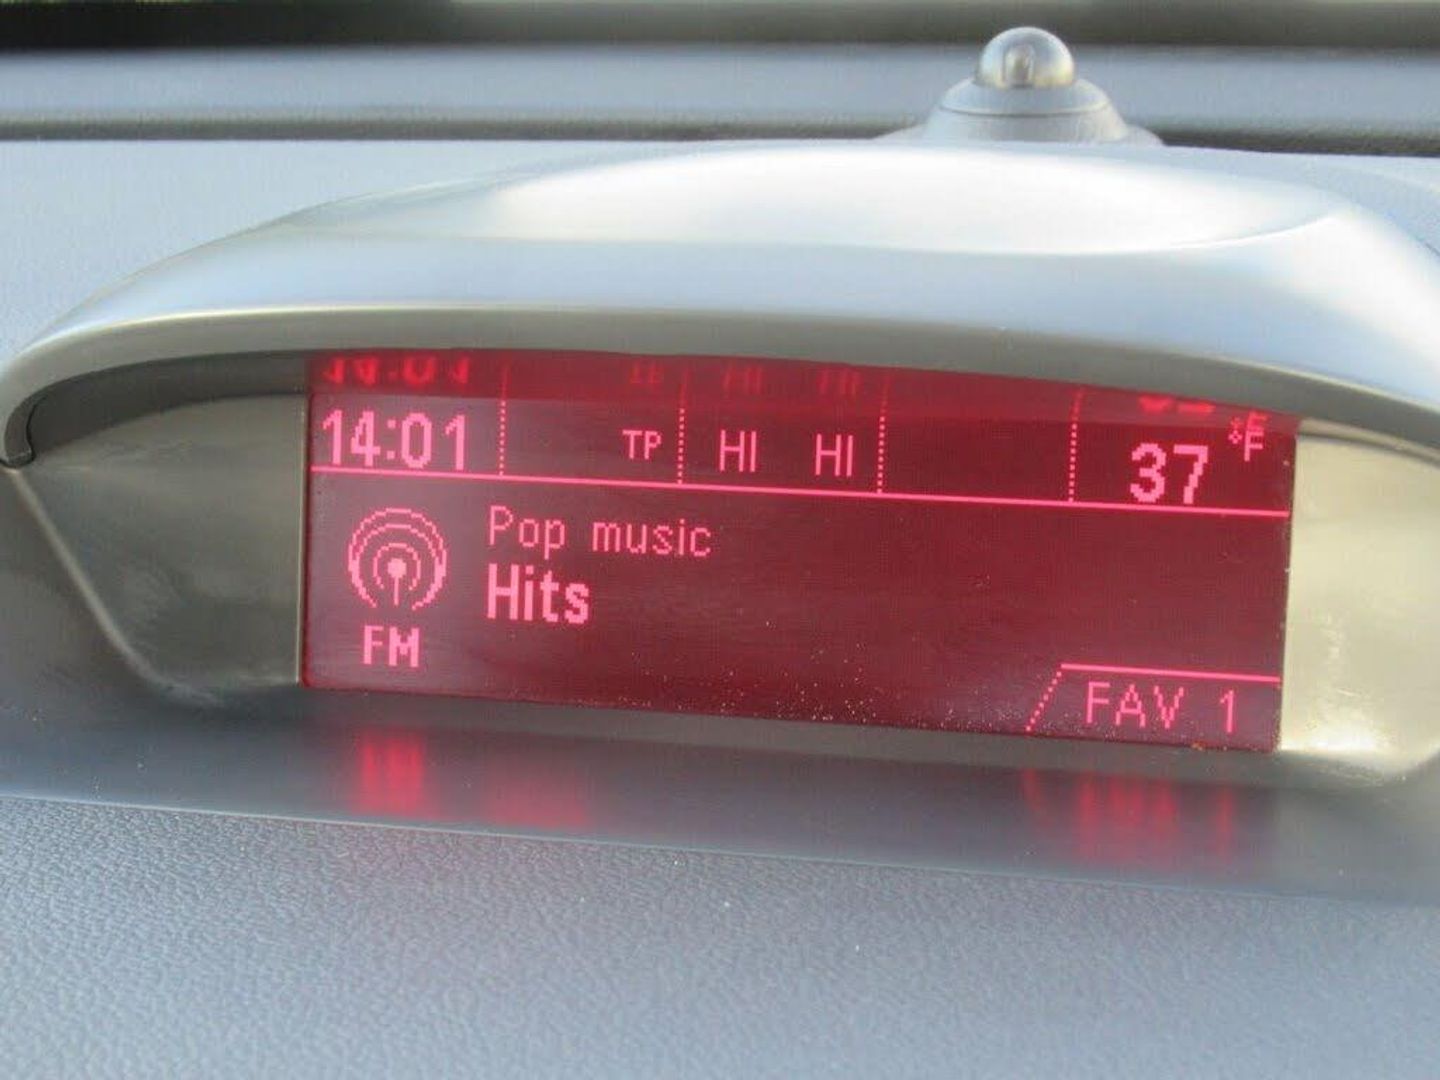 14:01 TP HI HI 37 °F
Pop music
Hits
FM
FAV 1